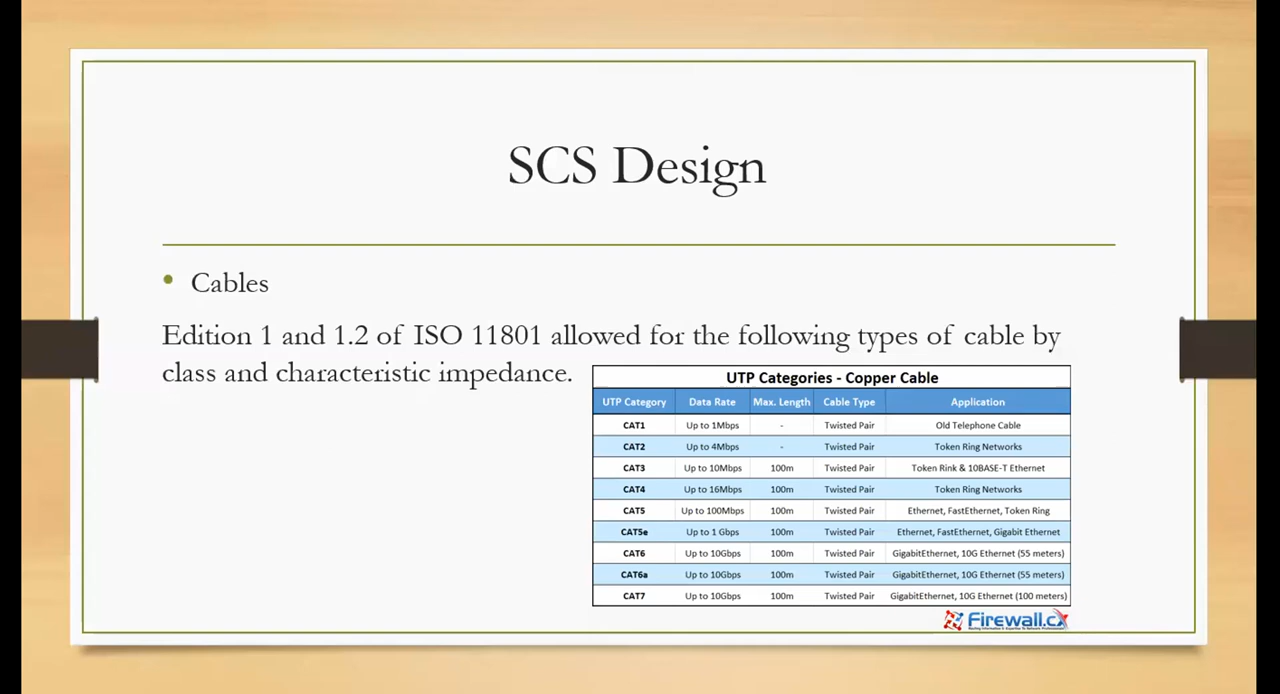 SCS Design
• Cables
Edition 1 and 1.2 of ISO 11801 allowed for the following types of cable by
class and characteristic impedance.
UTP Categories - Copper Cable
UTP Category Data Rate Max. Length Cable Type Application
CAT1 Up to 1Mbps - Twisted Pair Old Telephone Cable
CAT2 Up to 4Mbps - Twisted Pair Token Ring Networks
CAT3 Up to 10Mbps 100m Twisted Pair Token Rink & 10BASE-T Ethernet
CAT4 Up to 16Mbps 100m Twisted Pair Token Ring Networks
CAT5 Up to 100Mbps 100m Twisted Pair Ethernet, FastEthernet, Token Ring
CAT5e Up to 1 Gbps 100m Twisted Pair Ethernet, FastEthernet, Gigabit Ethernet
CAT6 Up to 10Gbps 100m Twisted Pair GigabitEthernet, 10G Ethernet (55 meters)
CAT6a Up to 10Gbps 100m Twisted Pair GigabitEthernet, 10G Ethernet (55 meters)
CAT7 Up to 10Gbps 100m Twisted Pair GigabitEthernet, 10G Ethernet (100 meters)
Firewall.cx